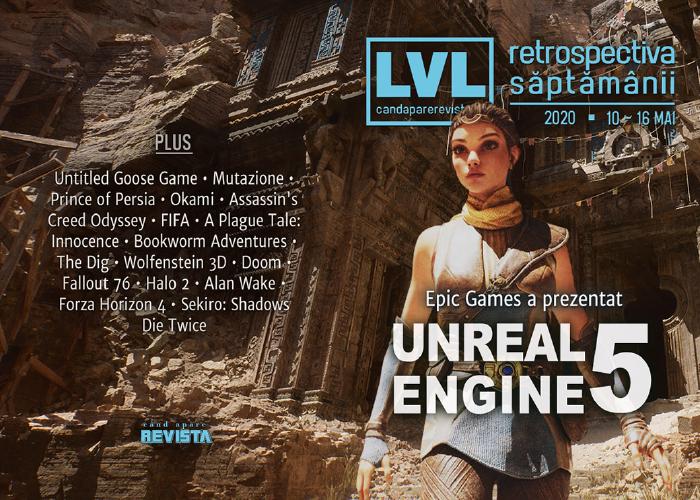 LVL
candaparerevist
retrospectiva
săptămânii
2020 ▪ 10 - 16 MAI
PLUS
Untitled Goose Game • Mutazione •
Prince of Persia • Okami • Assassin's
Creed Odyssey • FIFA • A Plague Tale:
Innocence • Bookworm Adventures •
The Dig • Wolfenstein 3D • Doom •
Fallout 76 • Halo 2 • Alan Wake •
Forza Horizon 4 • Sekiro: Shadows
Die Twice
Epic Games a prezentat
UNREAL
ENGINE 5
când apare
REVISTA